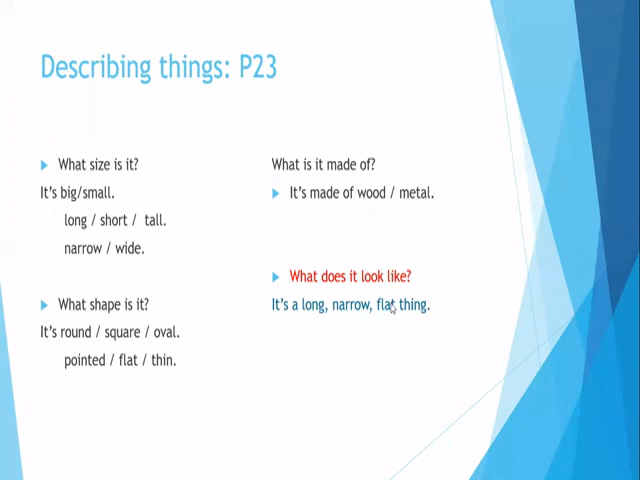 Describing things: P23
What size is it?
It's big/small.
long / short / tall.
narrow / wide.
What shape is it?
It's round / square / oval.
pointed / flat / thin.
What is it made of?
It's made of wood / metal.
What does it look like?
It's a long, narrow, flat thing.